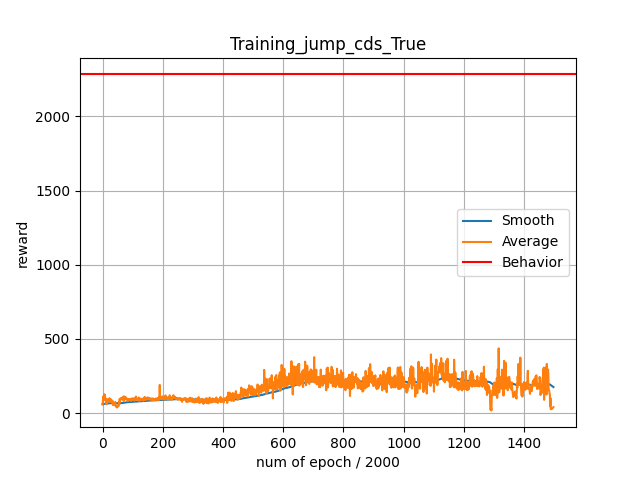 Training_jump_cds_True
reward
2000
1500
1000
500
0
Smooth
Average
Behavior
0 200 400 600 800 1000 1200 1400
num of epoch / 2000